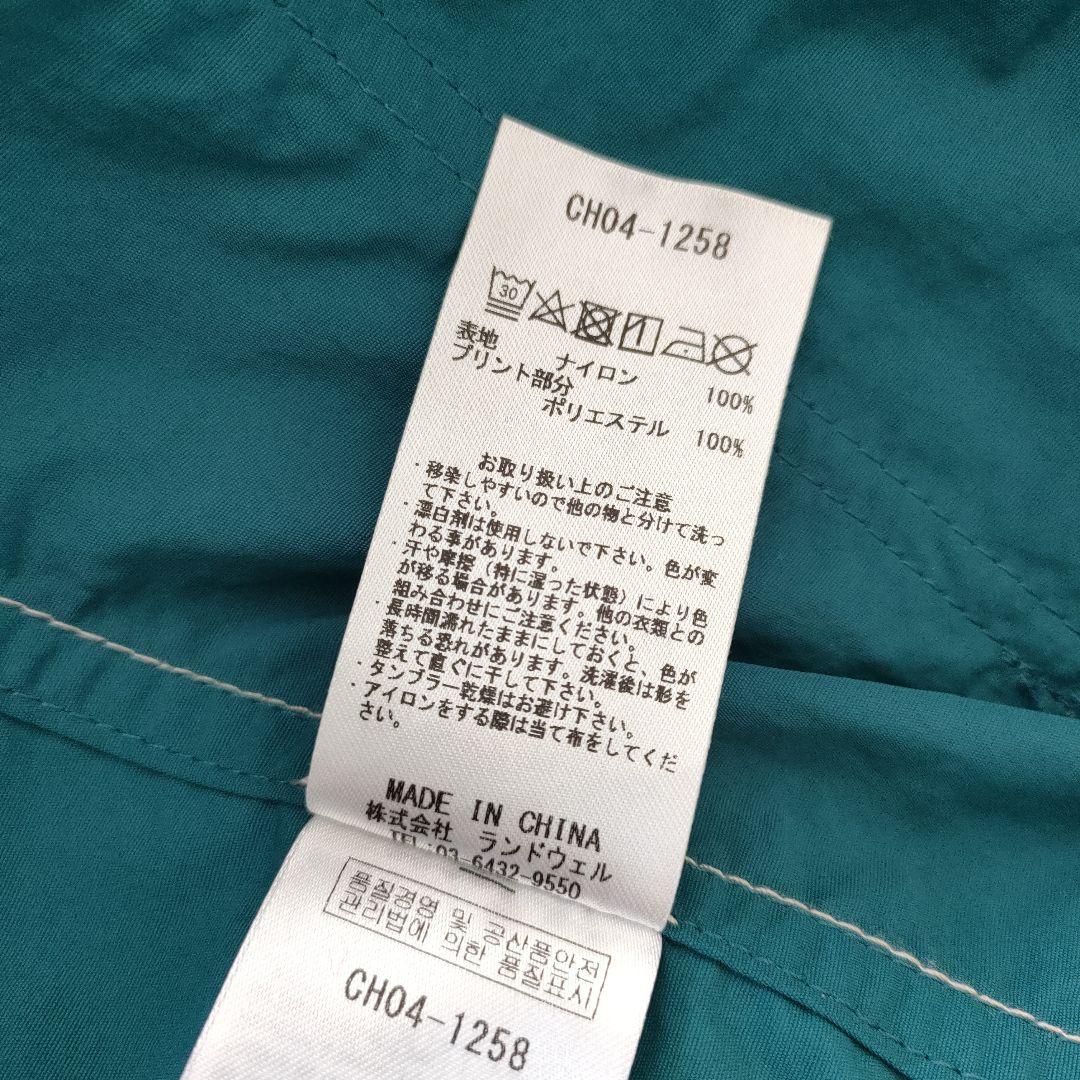 CH04-1258
30
表地 ナイロン 100%
プリント部分
ポリエステル 100%
お取り扱い上のご注意
・移染しやすいので他の物と分けて洗っ
て下さい。
・漂白剤は使用しないで下さい。色が変
わる事があります。
・汗や摩擦（特に湿った状態）により色
が移る場合があります。他の衣類との
組み合わせにご注意ください。
・長時間濡れたままにしておくと、色が
落ちる恐れがあります。洗濯後は形を
整えて直ぐに干して下さい。
・タンブラー乾燥はお避け下さい。
・アイロンをする際は当て布をしてくだ
さい。
MADE IN CHINA
株式会社 ランドウェル
TEL:03-6432-9550
품질경영 및 공산품안전
관리법에 의한 품질표시
CH04-1258